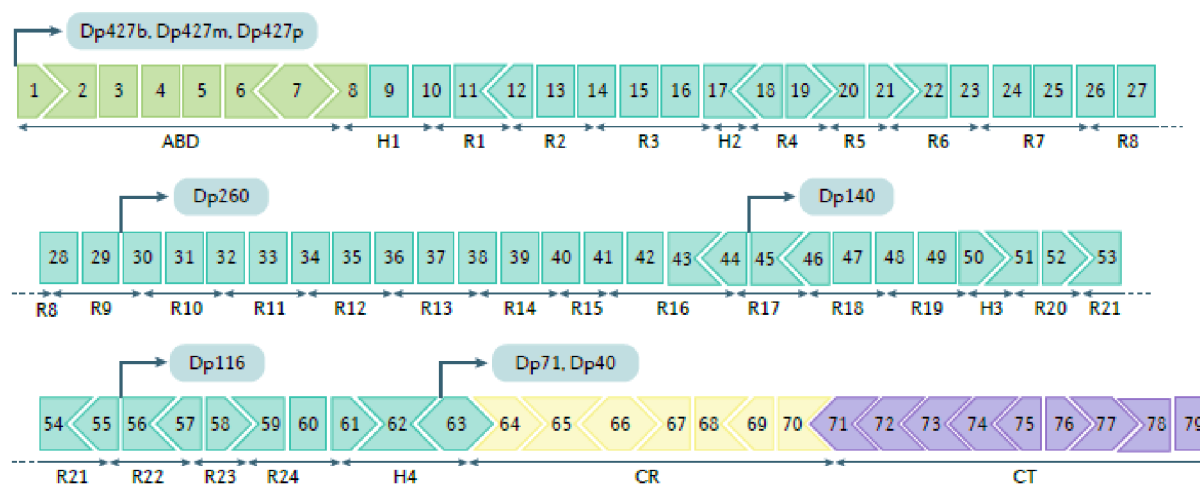 Dp427b, Dp427m, Dp427p
1 2 3 4 5 6 7 8 9 10 11 12 13 14 15 16 17 18 19 20 21 22 23 24 25 26 27
ABD H1 R1 R2 R3 H2 R4 R5 R6 R7 R8
Dp260 Dp140
28 29 30 31 32 33 34 35 36 37 38 39 40 41 42 43 44 45 46 47 48 49 50 51 52 53
R8 R9 R10 R11 R12 R13 R14 R15 R16 R17 R18 R19 H3 R20 R21
Dp116 Dp71, Dp40
54 55 56 57 58 59 60 61 62 63 64 65 66 67 68 69 70 71 72 73 74 75 76 77 78 79
R21 R22 R23 R24 H4 CR CT